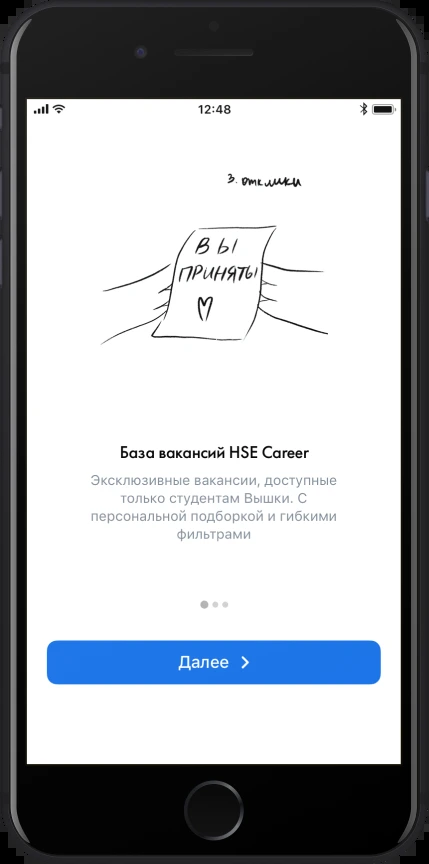 12:48
3. отклики
ВЫ
ПРИНЯТЫ
База вакансий HSE Career
Эксклюзивные вакансии, доступные
только студентам Вышки. С
персональной подборкой и гибкими
фильтрами
Далее